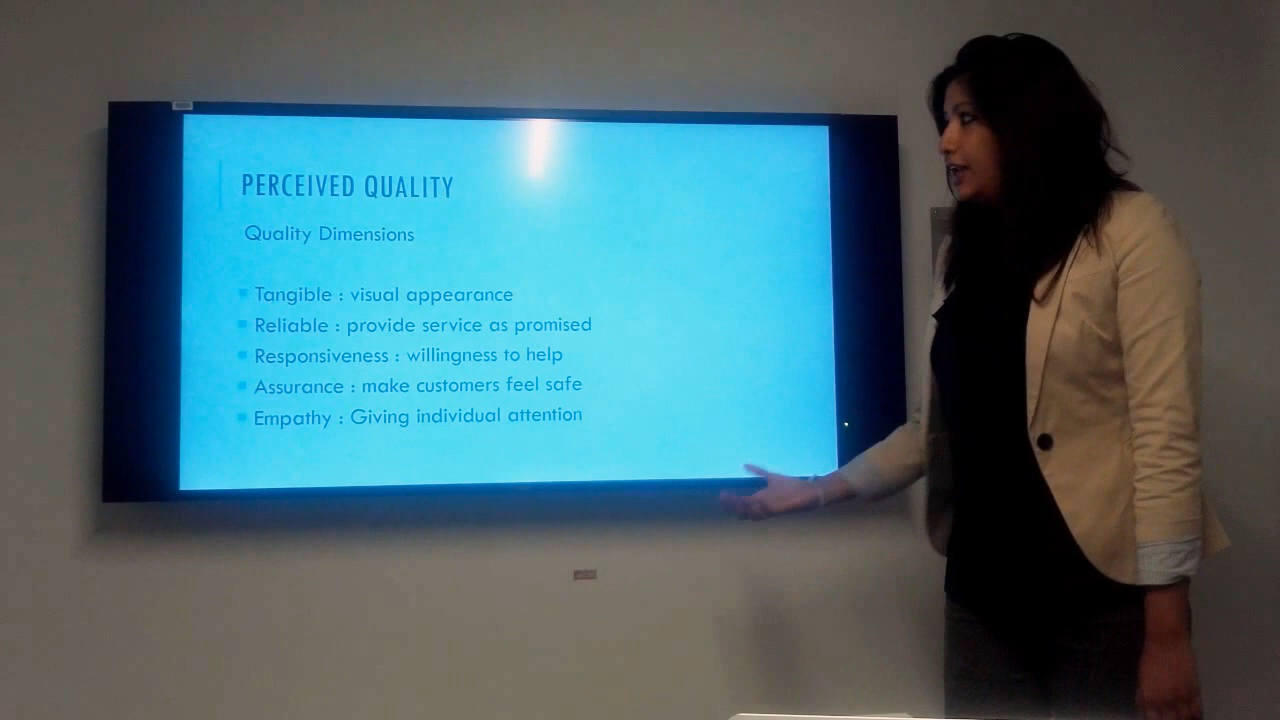 PERCEIVED QUALITY
Quality Dimensions
Tangible : visual appearance
Reliable : provide service as promised
Responsiveness : willingness to help
Assurance : make customers feel safe
Empathy : Giving individual attention